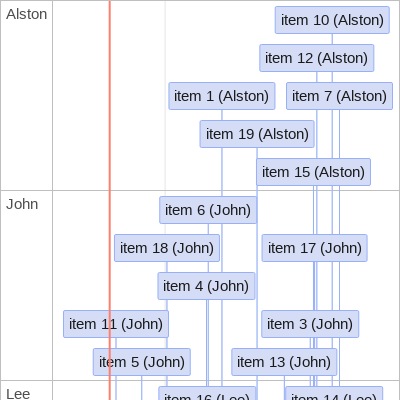 Alston
item 10 (Alston)
item 12 (Alston)
item 1 (Alston)
item 7 (Alston)
item 19 (Alston)
item 15 (Alston)
John
item 6 (John)
item 18 (John)
item 17 (John)
item 4 (John)
item 11 (John)
item 3 (John)
item 5 (John)
item 13 (John)
Lee
item 16 (Lee)
item 14 (Lee)